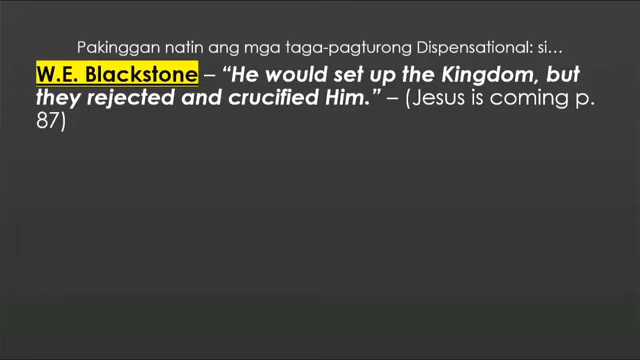 Pakinggan natin ang mga taga-pagturong Dispensational: si…
W.E. Blackstone – “He would set up the Kingdom, but
they rejected and crucified Him.” – (Jesus is coming p.
87)